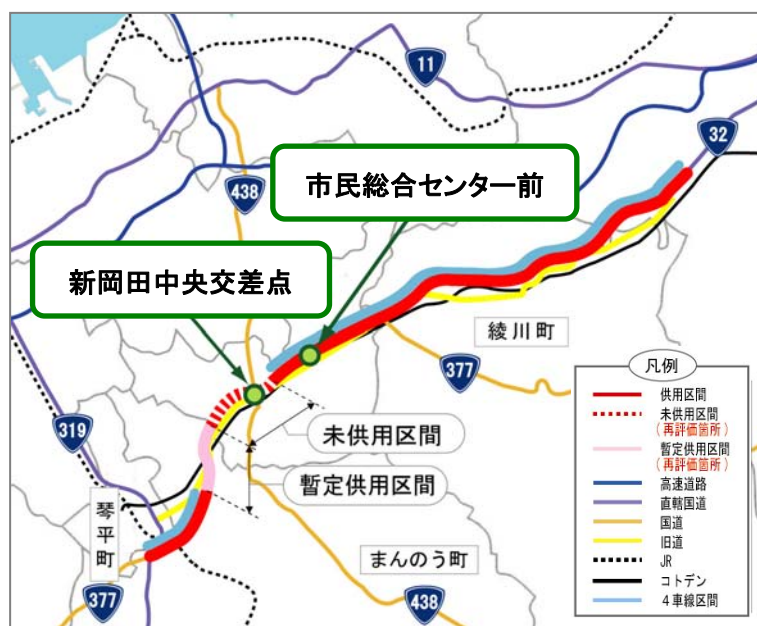 11
32
438
市民総合センター前
新岡田中央交差点
綾川町
377
319
未供用区間
暫定供用区間
琴平町
まんのう町
377
438
凡例
供用区間
未供用区間
(再評価箇所)
暫定供用区間
(再評価箇所)
高速道路
直轄国道
国道
旧道
JR
コトデン
4車線区間